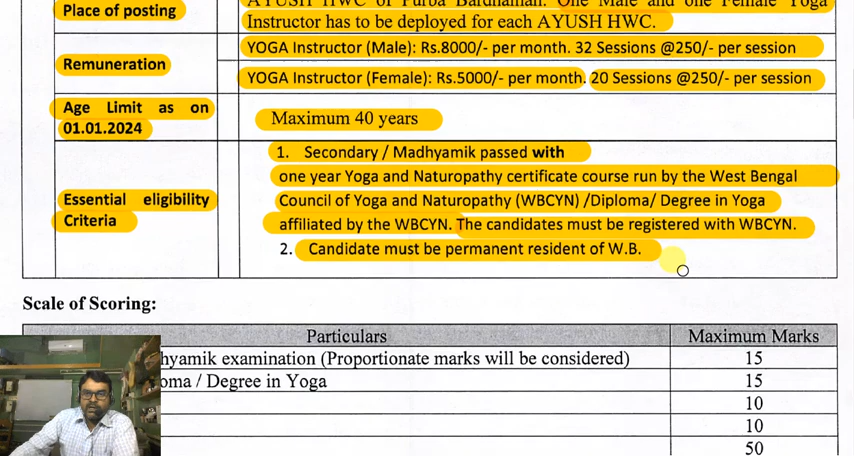 Place of posting
AYUSH HWC of Purba Bardhaman. One Male and one Female Yoga
Instructor has to be deployed for each AYUSH HWC.
Remuneration
YOGA Instructor (Male): Rs.8000/- per month. 32 Sessions @250/- per session
YOGA Instructor (Female): Rs.5000/- per month. 20 Sessions @250/- per session
Age Limit as on
01.01.2024
Maximum 40 years
Essential eligibility
Criteria
1. Secondary / Madhyamik passed with
one year Yoga and Naturopathy certificate course run by the West Bengal
Council of Yoga and Naturopathy (WBCYN) /Diploma/ Degree in Yoga
affiliated by the WBCYN. The candidates must be registered with WBCYN.
2. Candidate must be permanent resident of W.B.
Scale of Scoring:
Particulars Maximum Marks
hyamik examination (Proportionate marks will be considered) 15
oma / Degree in Yoga 15
10
10
50